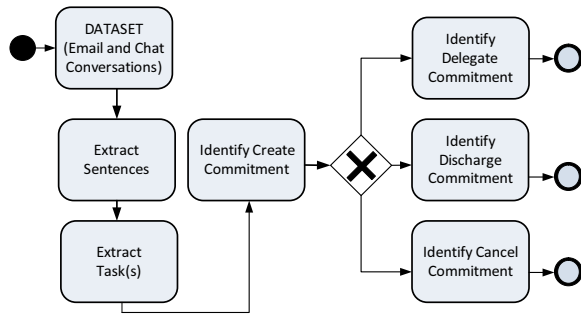 DATASET
(Email and Chat
Conversations)
Extract
Sentences
Extract
Task(s)
Identify Create
Commitment
Identify
Delegate
Commitment
Identify
Discharge
Commitment
Identify Cancel
Commitment